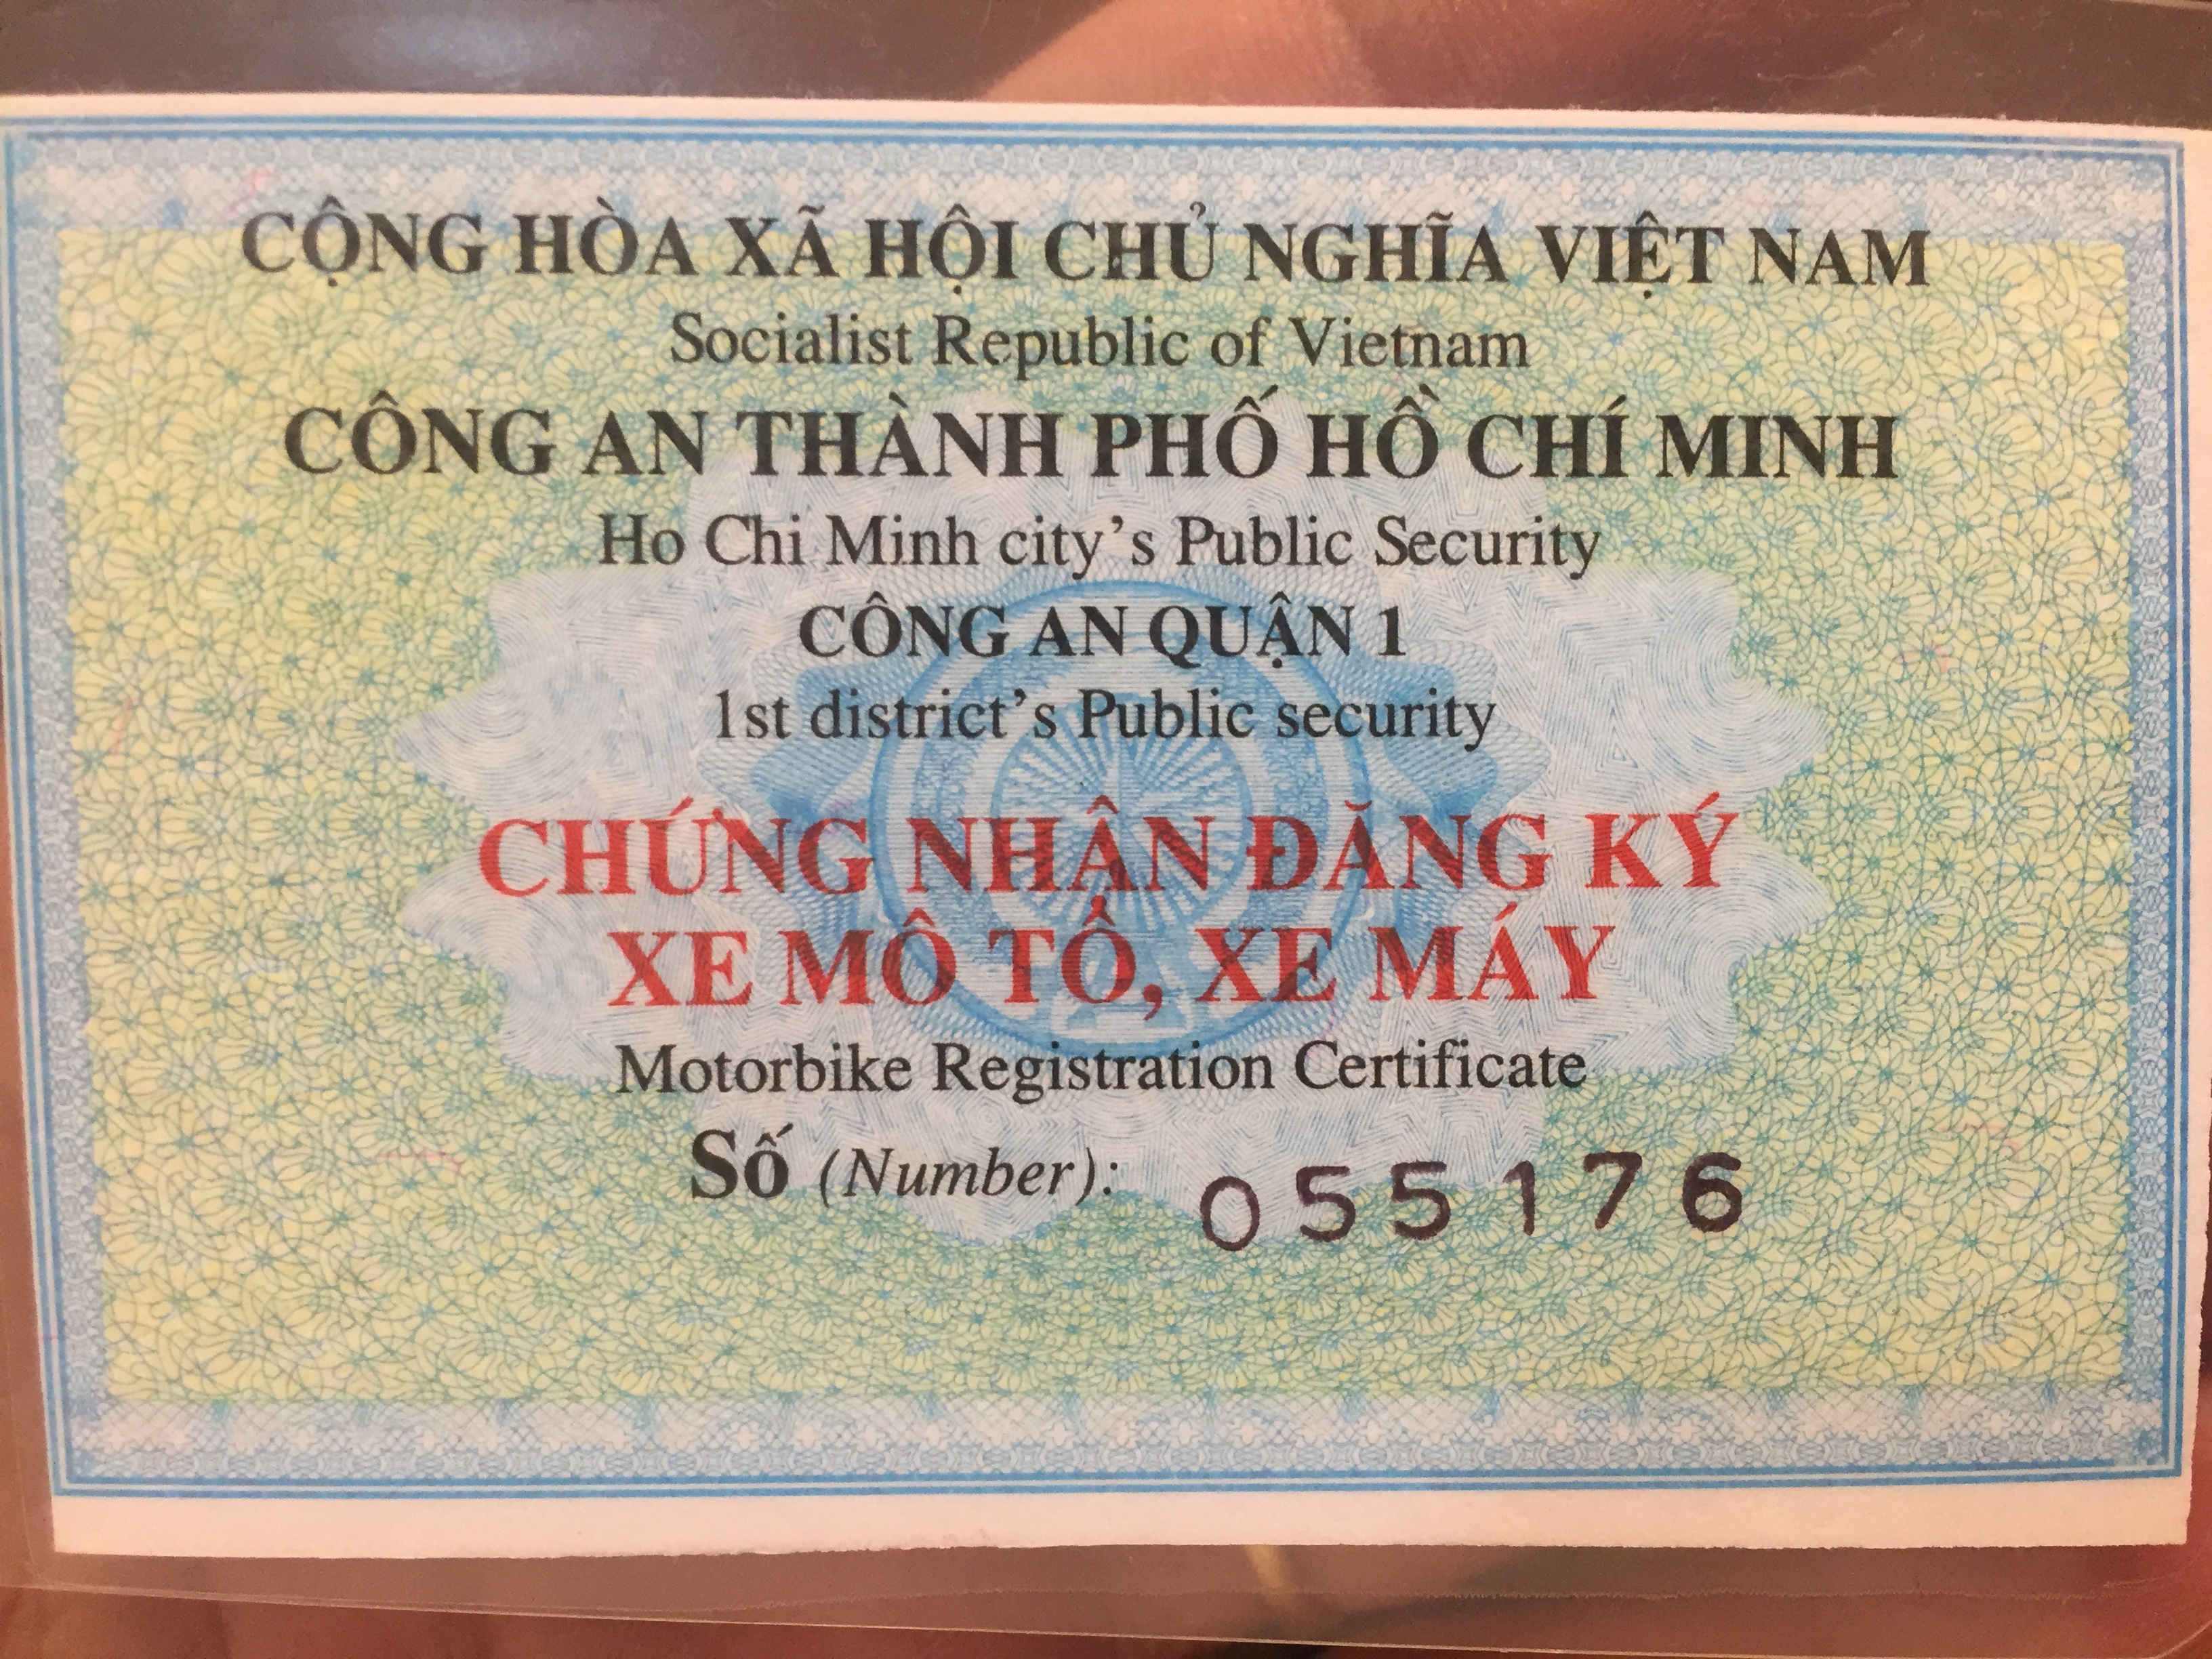 CỘNG HÒA XÃ HỘI CHỦ NGHĨA VIỆT NAM
Socialist Republic of Vietnam
CÔNG AN THÀNH PHỐ HỒ CHÍ MINH
Ho Chi Minh city's Public Security
CÔNG AN QUẬN 1
1st district's Public security
CHỨNG NHẬN ĐĂNG KÝ
XE MÔ TÔ, XE MÁY
Motorbike Registration Certificate
Số (Number): 055176